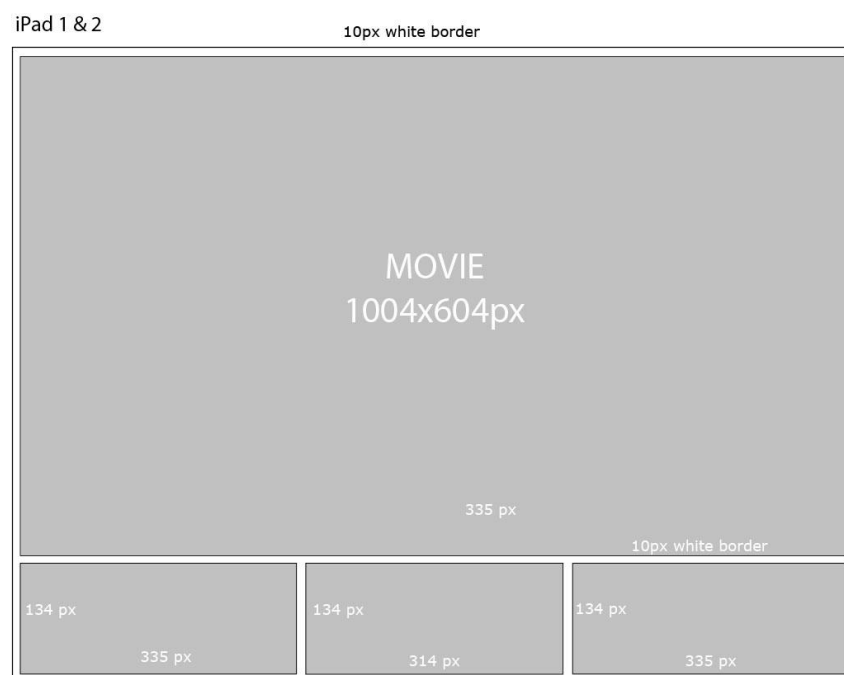 iPad 1 & 2
10px white border
MOVIE
1004x604px
335 px
10px white border
134 px
134 px
134 px
335 px
314 px
335 px